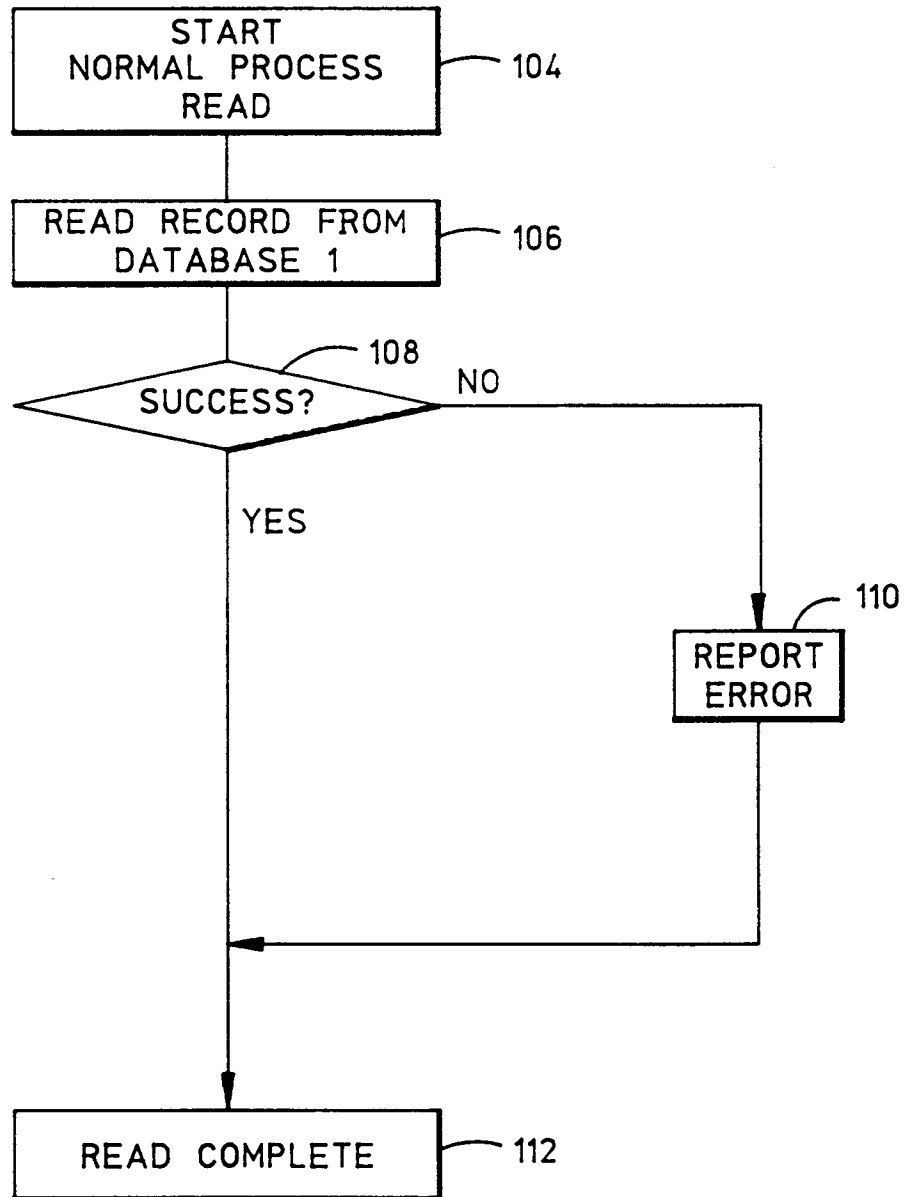 START
NORMAL PROCESS
READ
104
READ RECORD FROM
DATABASE 1
106
108
SUCCESS?
NO
YES
110
REPORT
ERROR
READ COMPLETE
112